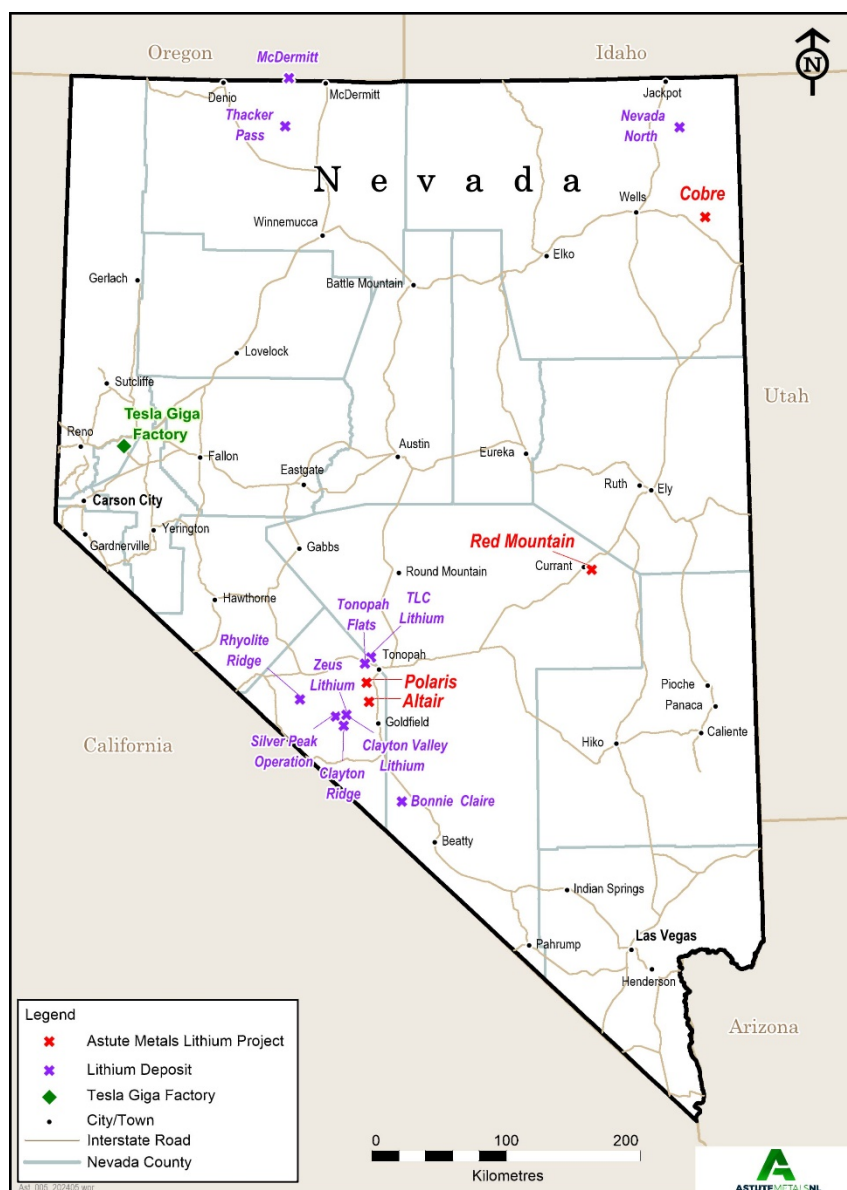 Oregon
McDermitt
Idaho
N
Denio
McDermitt
Jackpot
Thacker
Pass
Nevada
North
Nevada
Cobre
Wells
Winnemucca
Elko
Gerlach
Battle Mountain
Lovelock
Sutcliffe
Utah
Tesla Giga
Factory
Reno
Fallon
Austin
Eureka
Eastgate
Ruth
Ely
Carson City
Yerington
Gardnerville
Gabbs
Red Mountain
Currant
Round Mountain
Hawthorne
Tonopah
Flats
TLC
Lithium
Rhyolite
Ridge
Zeus
Lithium
Tonopah
Polaris
Altair
Pioche
Panaca
Goldfield
Caliente
California
Silver Peak
Operation
Clayton Valley
Lithium
Hiko
Clayton
Ridge
Bonnie Claire
Beatty
Indian Springs
Las Vegas
Pahrump
Henderson
Arizona
Legend
Astute Metals Lithium Project
Lithium Deposit
Tesla Giga Factory
City/Town
Interstate Road
Nevada County
0 100 200
Kilometres
ASTUTEMETALSNL
Ast_005_202405.wor